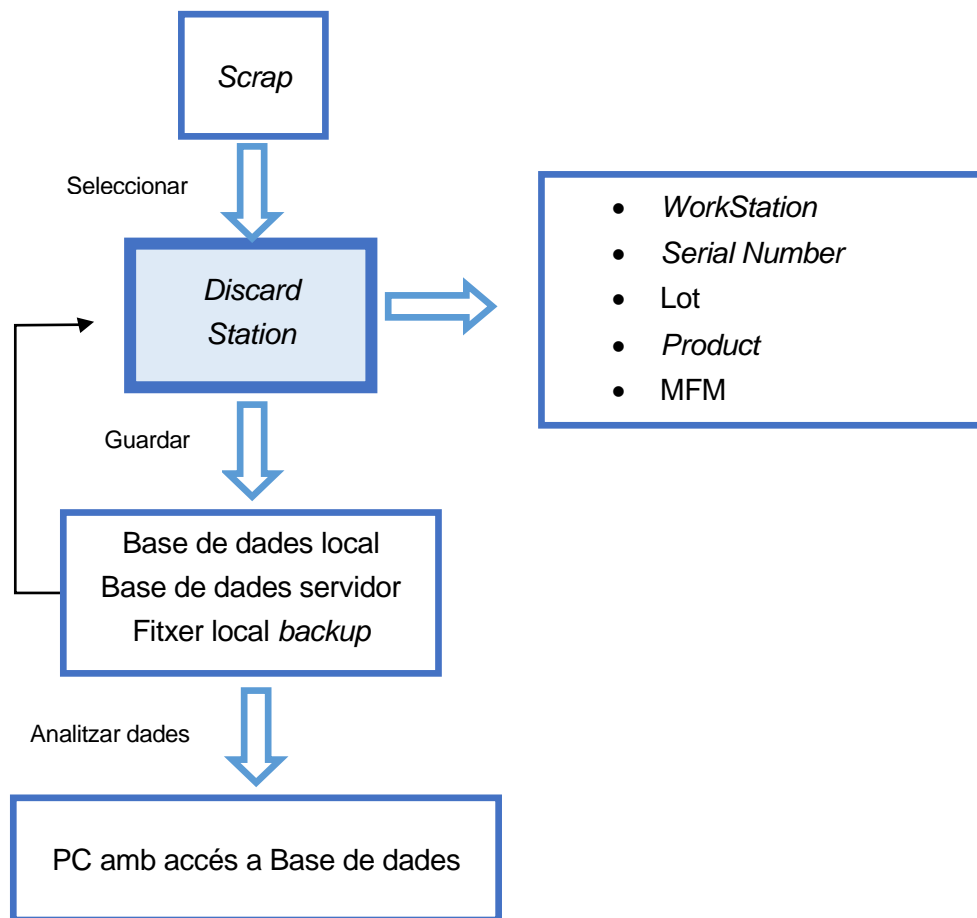 Scrap
Seleccionar
Discard
Station
• WorkStation
• Serial Number
• Lot
• Product
• MFM
Guardar
Base de dades local
Base de dades servidor
Fitxer local backup
Analitzar dades
PC amb accés a Base de dades